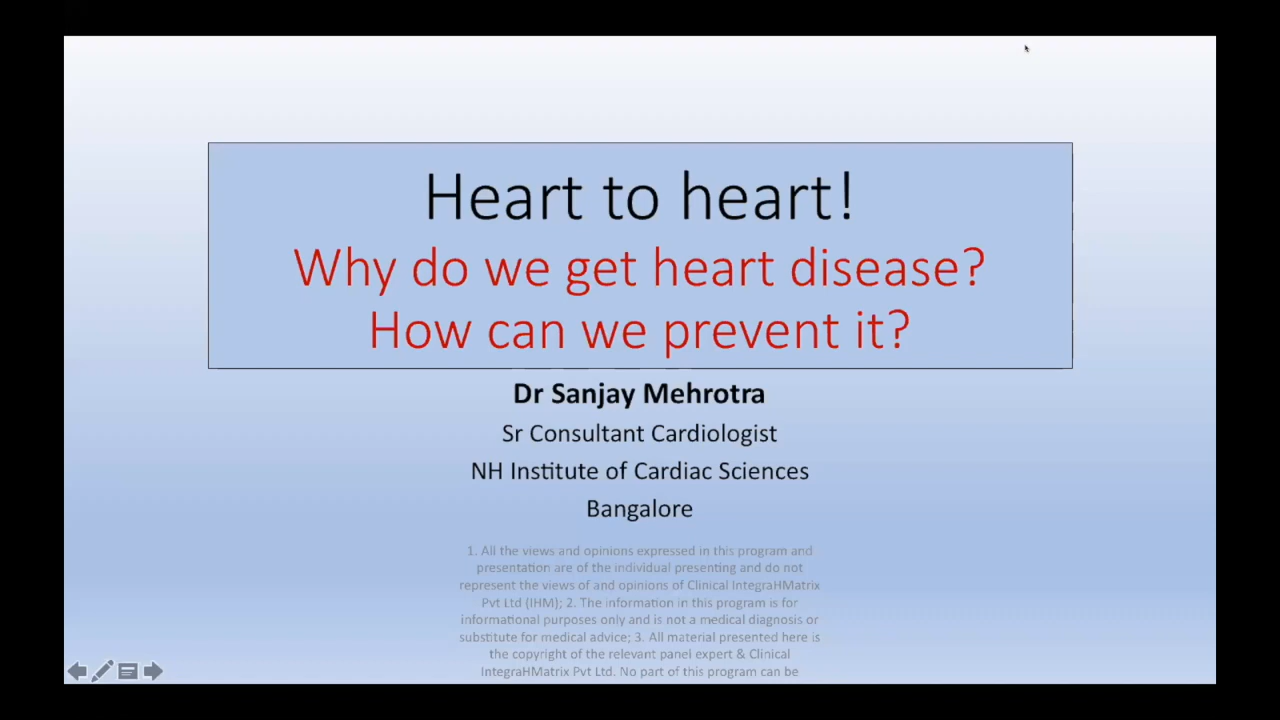 Heart to heart!
Why do we get heart disease?
How can we prevent it?
Dr Sanjay Mehrotra
Sr Consultant Cardiologist
NH Institute of Cardiac Sciences
Bangalore
1. All the views and opinions expressed in this program and
presentation are of the individual presenting and do not
represent the views of and opinions of Clinical IntegraHMatrix
Pvt Ltd (IHM); 2. The information in this program is for
informational purposes only and is not a medical diagnosis or
substitute for medical advice; 3. All material presented here is
the copyright of the relevant panel expert & Clinical
IntegraHMatrix Pvt Ltd. No part of this program can be